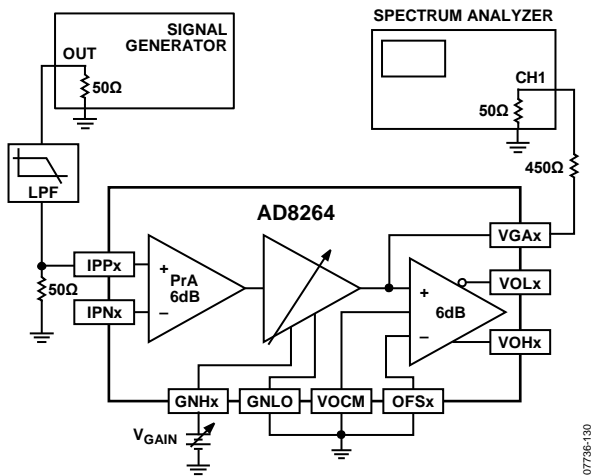 SIGNAL
GENERATOR
OUT
50Ω
SPECTRUM ANALYZER
CH1
50Ω
450Ω
LPF
AD8264
IPPx
+
PrA
6dB
–
50Ω
IPNx
VGAx
+
6dB
–
VOLx
VOHx
GNHx
GNLO
VOCM
OFSx
VGAIN
07736-130